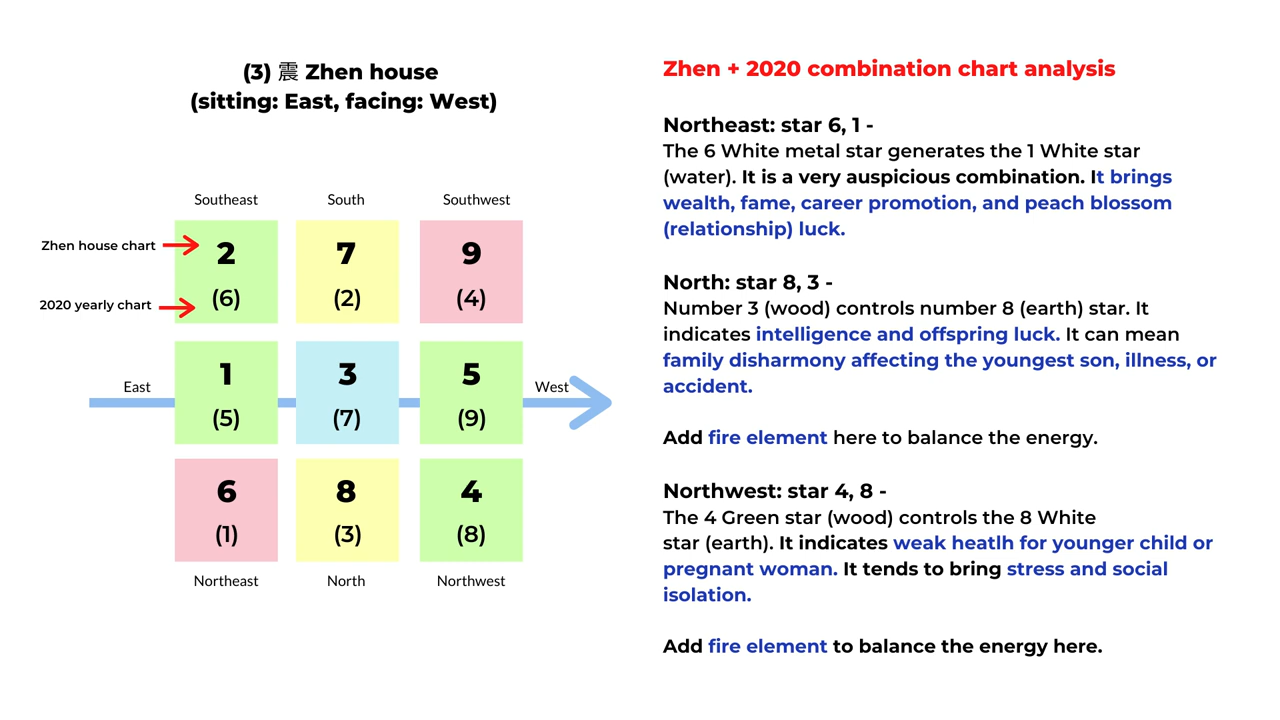 (3) 震 Zhen house
(sitting: East, facing: West)
Southeast
South
Southwest
Zhen house chart
2020 yearly chart
2
(6)
7
(2)
9
(4)
East
1
(5)
3
(7)
5
(9)
West
6
(1)
8
(3)
4
(8)
Northeast
North
Northwest
Zhen + 2020 combination chart analysis
Northeast: star 6, 1 -
The 6 White metal star generates the 1 White star
(water). It is a very auspicious combination. It brings
wealth, fame, career promotion, and peach blossom
(relationship) luck.
North: star 8, 3 -
Number 3 (wood) controls number 8 (earth) star. It
indicates intelligence and offspring luck. It can mean
family disharmony affecting the youngest son, illness, or
accident.
Add fire element here to balance the energy.
Northwest: star 4, 8 -
The 4 Green star (wood) controls the 8 White
star (earth). It indicates weak heatlh for younger child or
pregnant woman. It tends to bring stress and social
isolation.
Add fire element to balance the energy here.